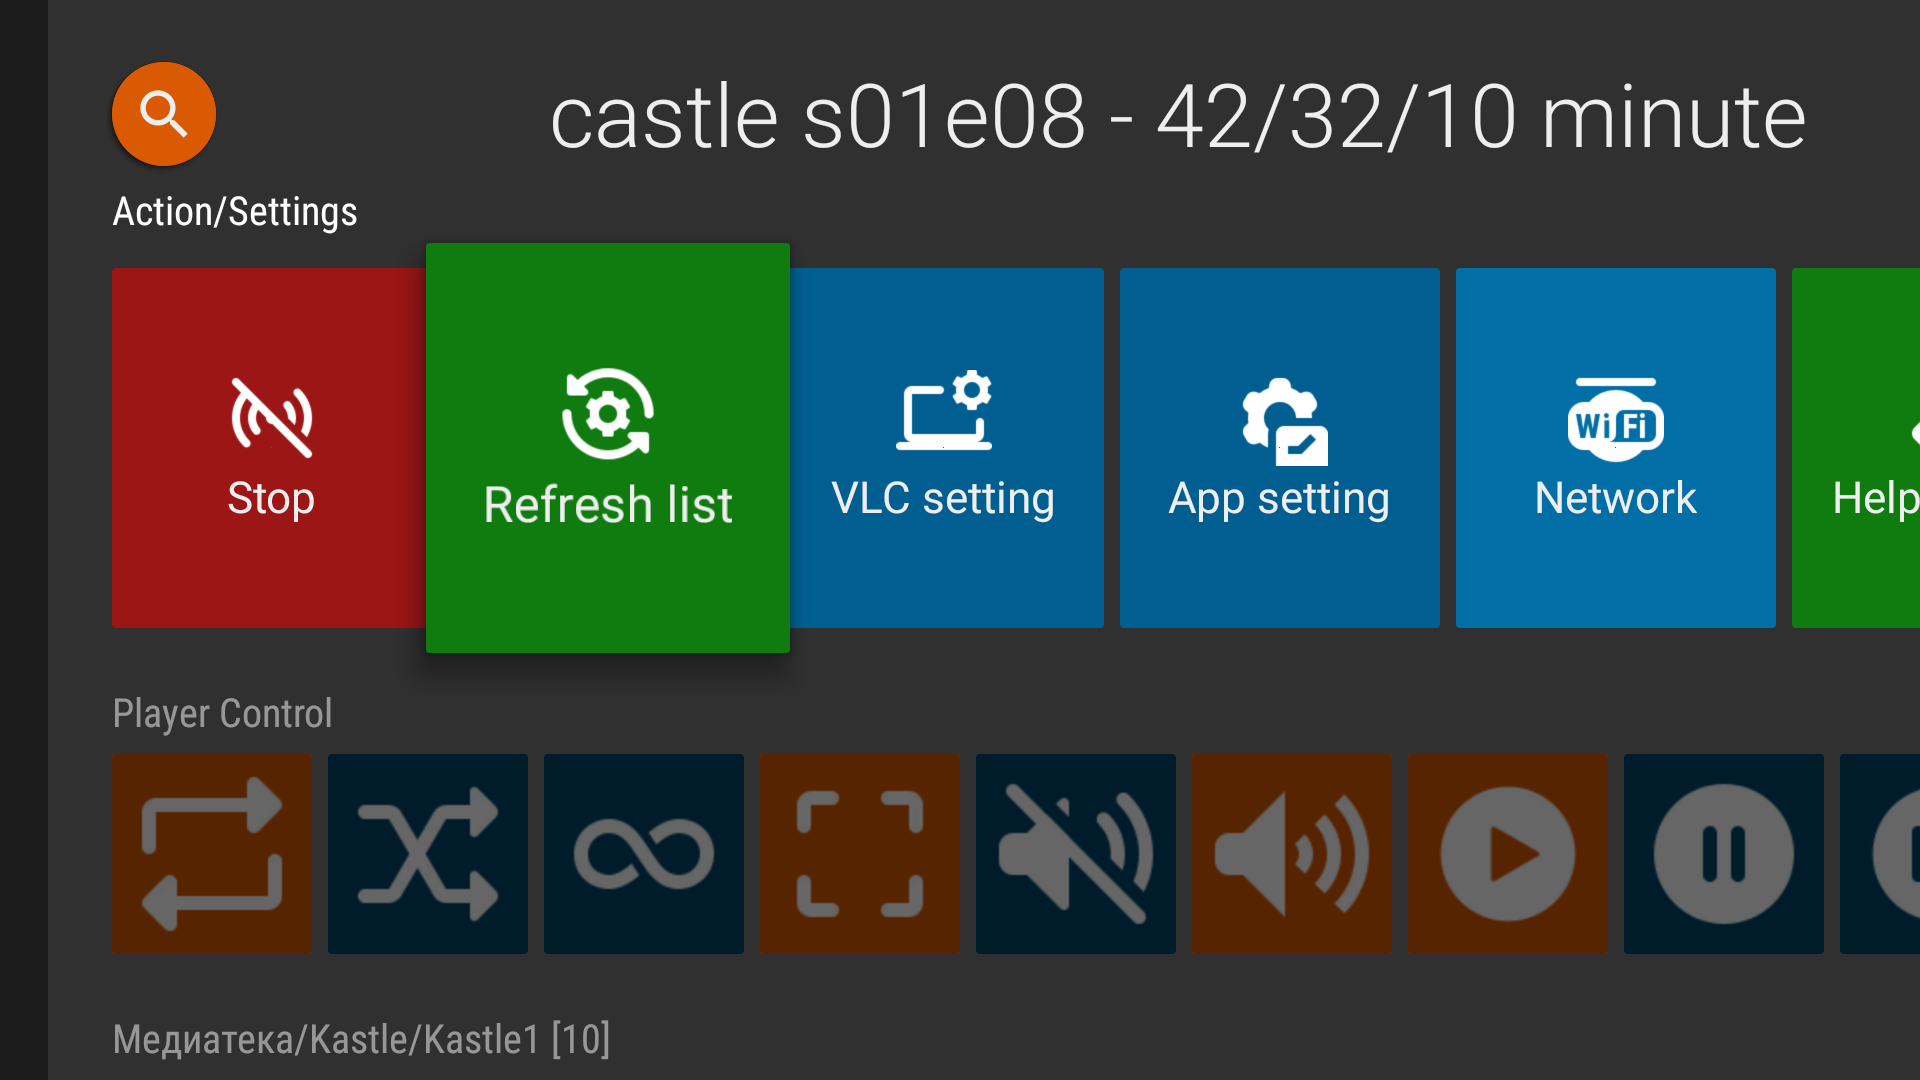 castle s01e08 - 42/32/10 minute
Action/Settings
Stop
Refresh list
VLC setting
App setting
WiFi
Network
Help
Player Control
Медиатека/Kastle/Kastle1 [10]